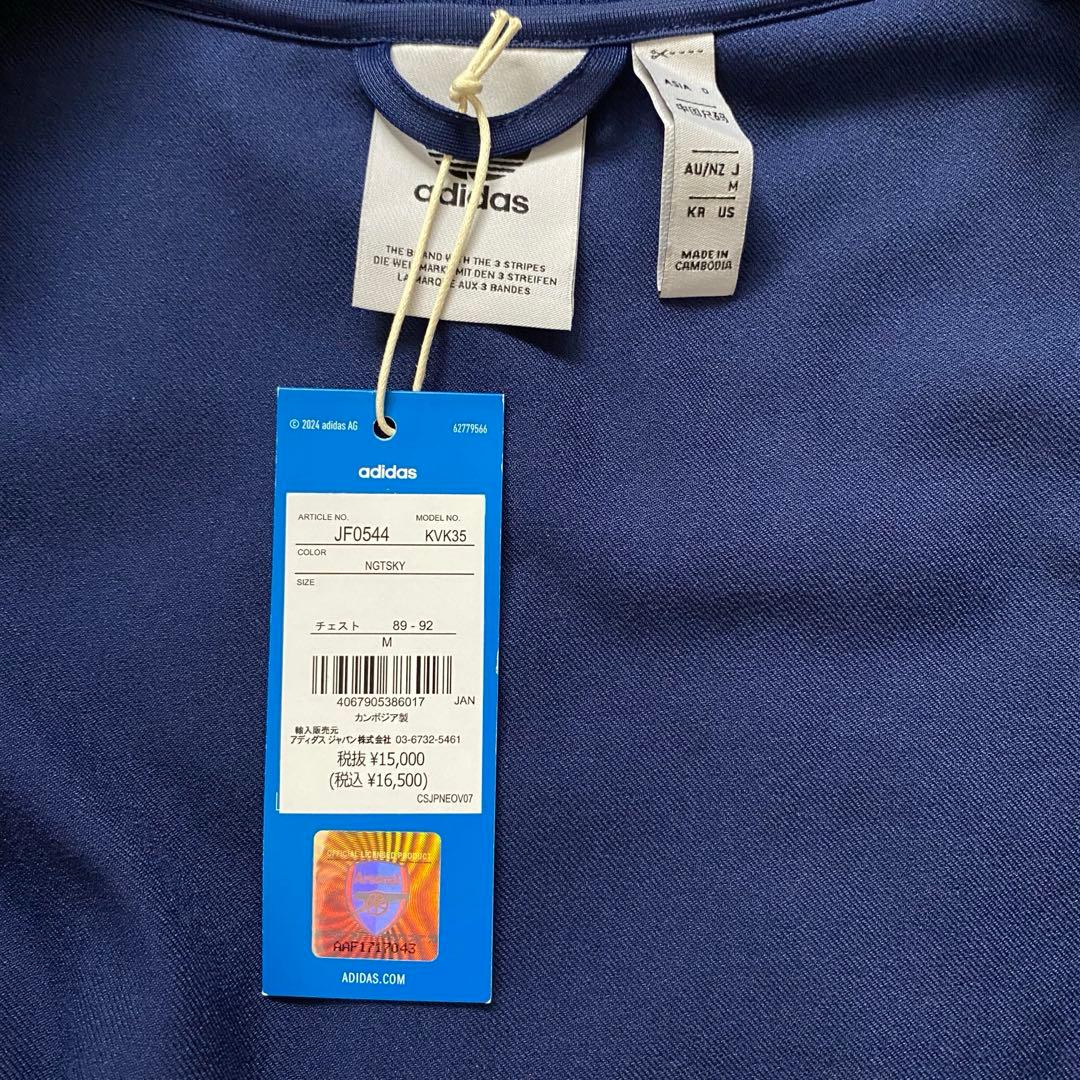 adidas
THE BRAND WITH THE 3 STRIPES
DIE WELTMARKE MIT DEN 3 STREIFEN
LA MARQUE AUX 3 BANDES
ASIA O
AU/NZ J
M
KR US
MADE IN
CAMBODIA
© 2024 adidas AG 62779566
adidas
ARTICLE NO. MODEL NO.
JF0544 KVK35
COLOR
NGTSKY
SIZE
チェスト 89 - 92
M
4067905386017 JAN
カンボジア製
輸入販売元
アディダス ジャパン株式会社 03-6732-5461
税抜 ¥15,000
(税込 ¥16,500)
CSJPNEOV07
OFFICIAL LICENSED PRODUCT
Arsenal
AAF1717043
ADIDAS.COM